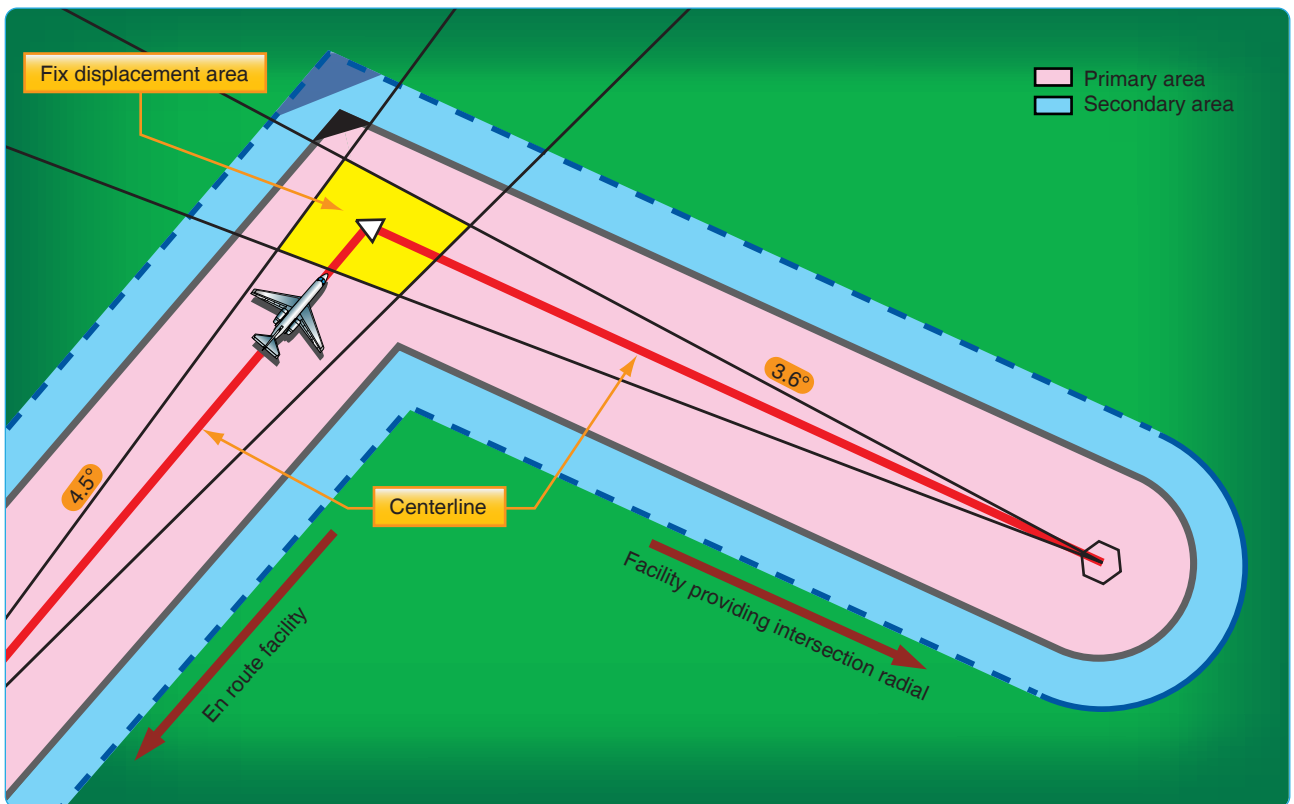 Fix displacement area
Primary area
Secondary area
3.6°
4.5°
Centerline
En route facility
Facility providing intersection radial